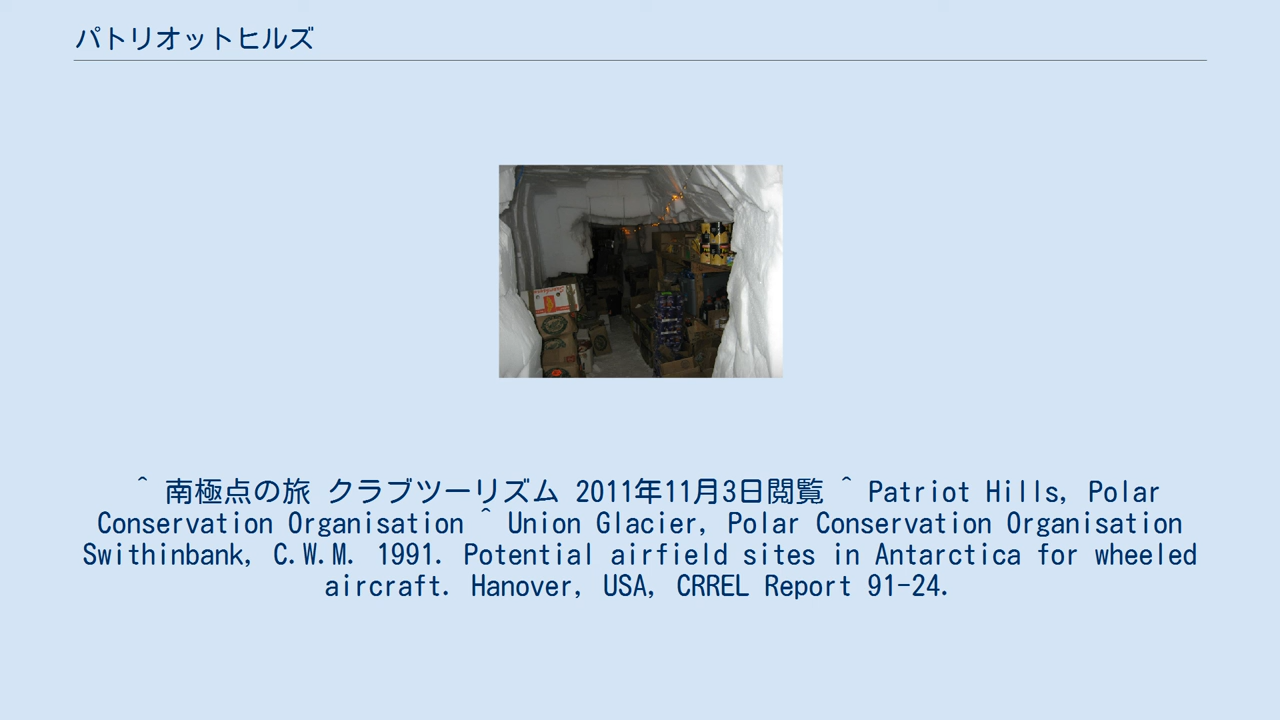 パトリオットヒルズ
^ 南極点の旅 クラブツーリズム 2011年11月3日閲覧 ^ Patriot Hills, Polar
Conservation Organisation ^ Union Glacier, Polar Conservation Organisation
Swithinbank, C.W.M. 1991. Potential airfield sites in Antarctica for wheeled
aircraft. Hanover, USA, CRREL Report 91-24.